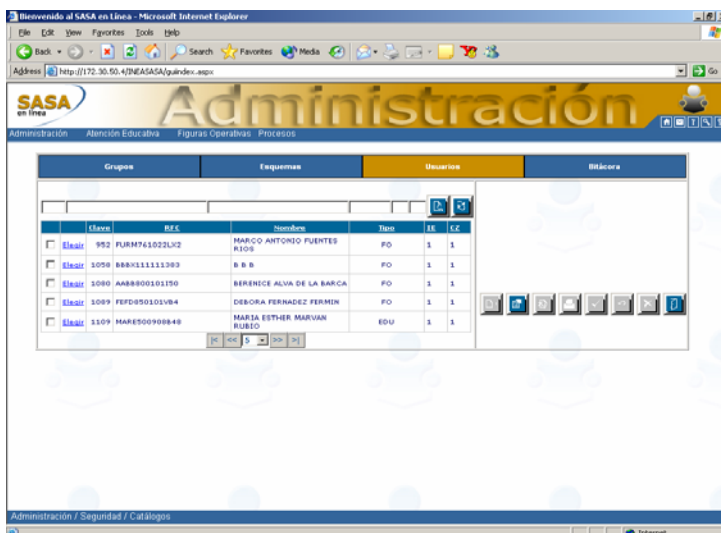 Bienvenido al SASA en Línea - Microsoft Internet Explorer
File Edit View Favorites Tools Help
Back Search Favorites Media
Address http://172.30.50.4/INEASASA/guindex.aspx Go
SASA
en línea
Administración
Administración Atención Educativa Figuras Operativas Procesos
Grupos Esquemas Usuarios Bitácora
Clave RFC Nombre Tipo IE CZ
Elegir 952 FURM761022LX2 MARCO ANTONIO FUENTES RIOS FO 1 1
Elegir 1050 BBBX111111303 B B B FO 1 1
Elegir 1080 AABB800101I50 BERENICE ALVA DE LA BARCA FO 1 1
Elegir 1089 FEFD850101VB4 DEBORA FERNADEZ FERMIN FO 1 1
Elegir 1109 MARE500908B48 MARIA ESTHER MARVAN RUBIO EDU 1 1
|< << 5 >> >|
Administración / Seguridad / Catálogos
Internet